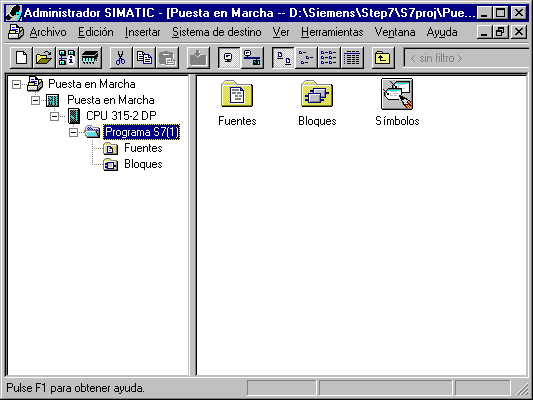 Administrador SIMATIC - [Puesta en Marcha -- D:\Siemens\Step7\S7proj\Pue...
Archivo Edición Insertar Sistema de destino Ver Herramientas Ventana Ayuda
< sin filtro >
Puesta en Marcha
Puesta en Marcha
CPU 315-2 DP
Programa S7(1)
Fuentes
Bloques
Fuentes Bloques Símbolos
Pulse F1 para obtener ayuda.